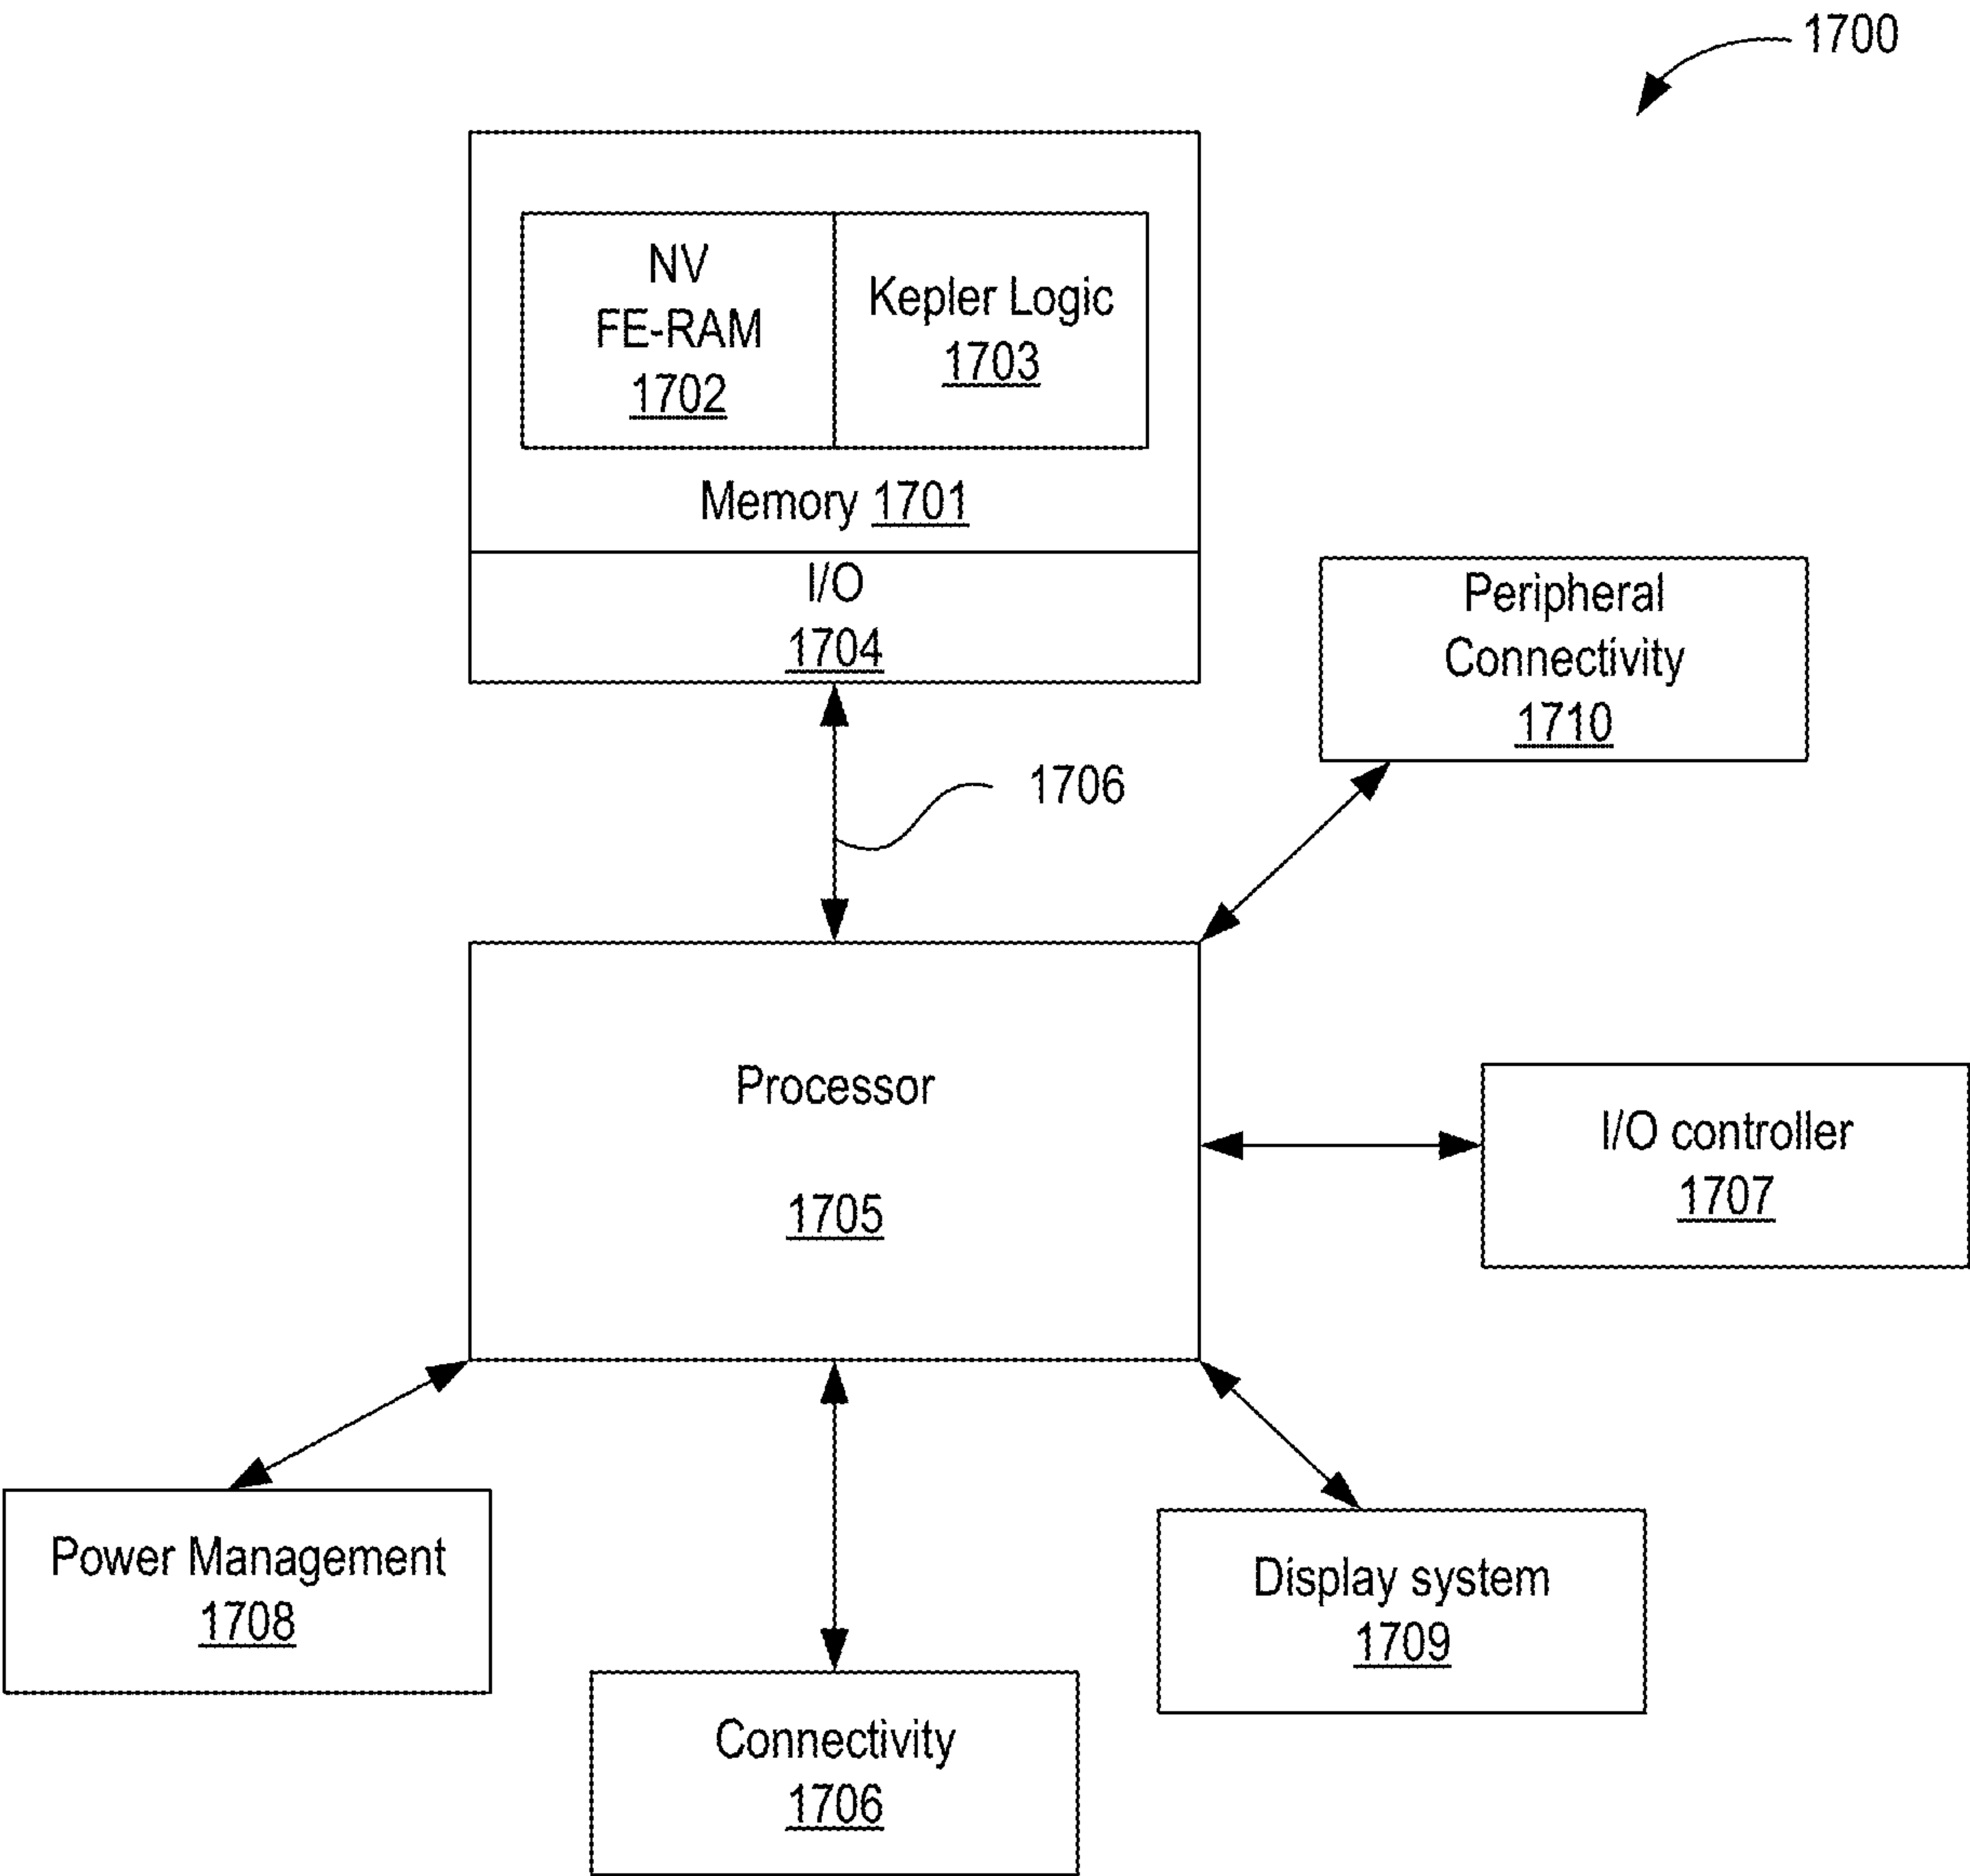 1700
NV
FE-RAM
1702
Kepler Logic
1703
Memory 1701
I/O
1704
Peripheral
Connectivity
1710
1706
Processor
1705
I/O controller
1707
Power Management
1708
Display system
1709
Connectivity
1706